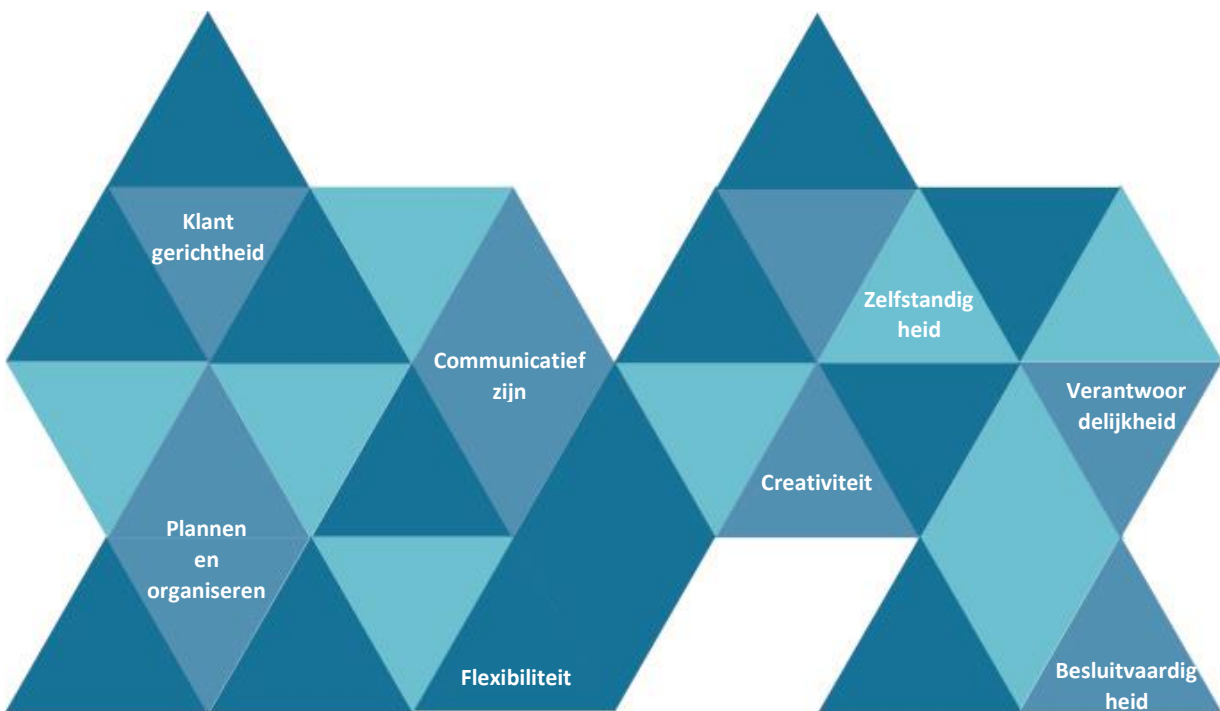 Klant
gerichtheid
Zelfstandig
heid
Communicatief
zijn
Verantwoor
delijkheid
Creativiteit
Plannen
en
organiseren
Flexibiliteit
Besluitvaardig
heid